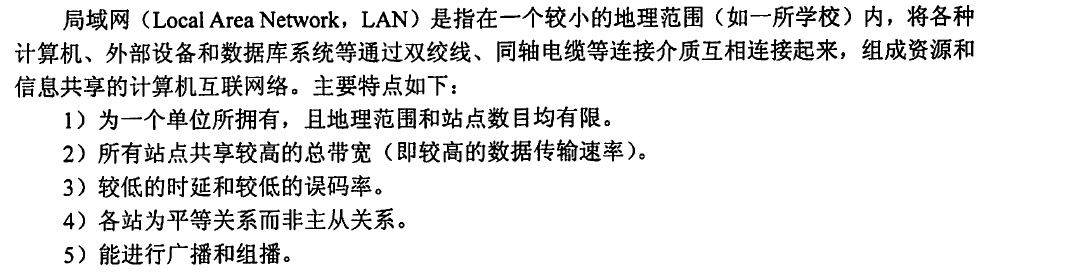 局域网（Local Area Network，LAN）是指在一个较小的地理范围（如一所学校）内，将各种
计算机、外部设备和数据库系统等通过双绞线、同轴电缆等连接介质互相连接起来，组成资源和
信息共享的计算机互联网络。主要特点如下：
1）为一个单位所拥有，且地理范围和站点数目均有限。
2）所有站点共享较高的总带宽（即较高的数据传输速率）。
3）较低的时延和较低的误码率。
4）各站为平等关系而非主从关系。
5）能进行广播和组播。